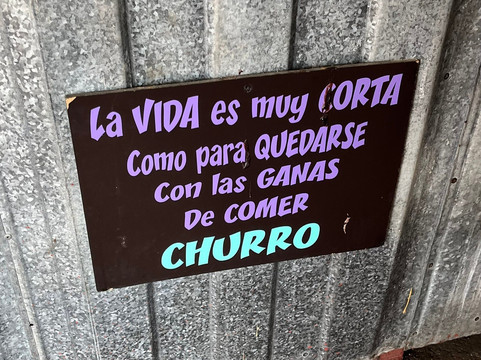 La VIDA es muy CORTA
Como para QUEDARSE
Con las GANAS
De COMER
CHURRO